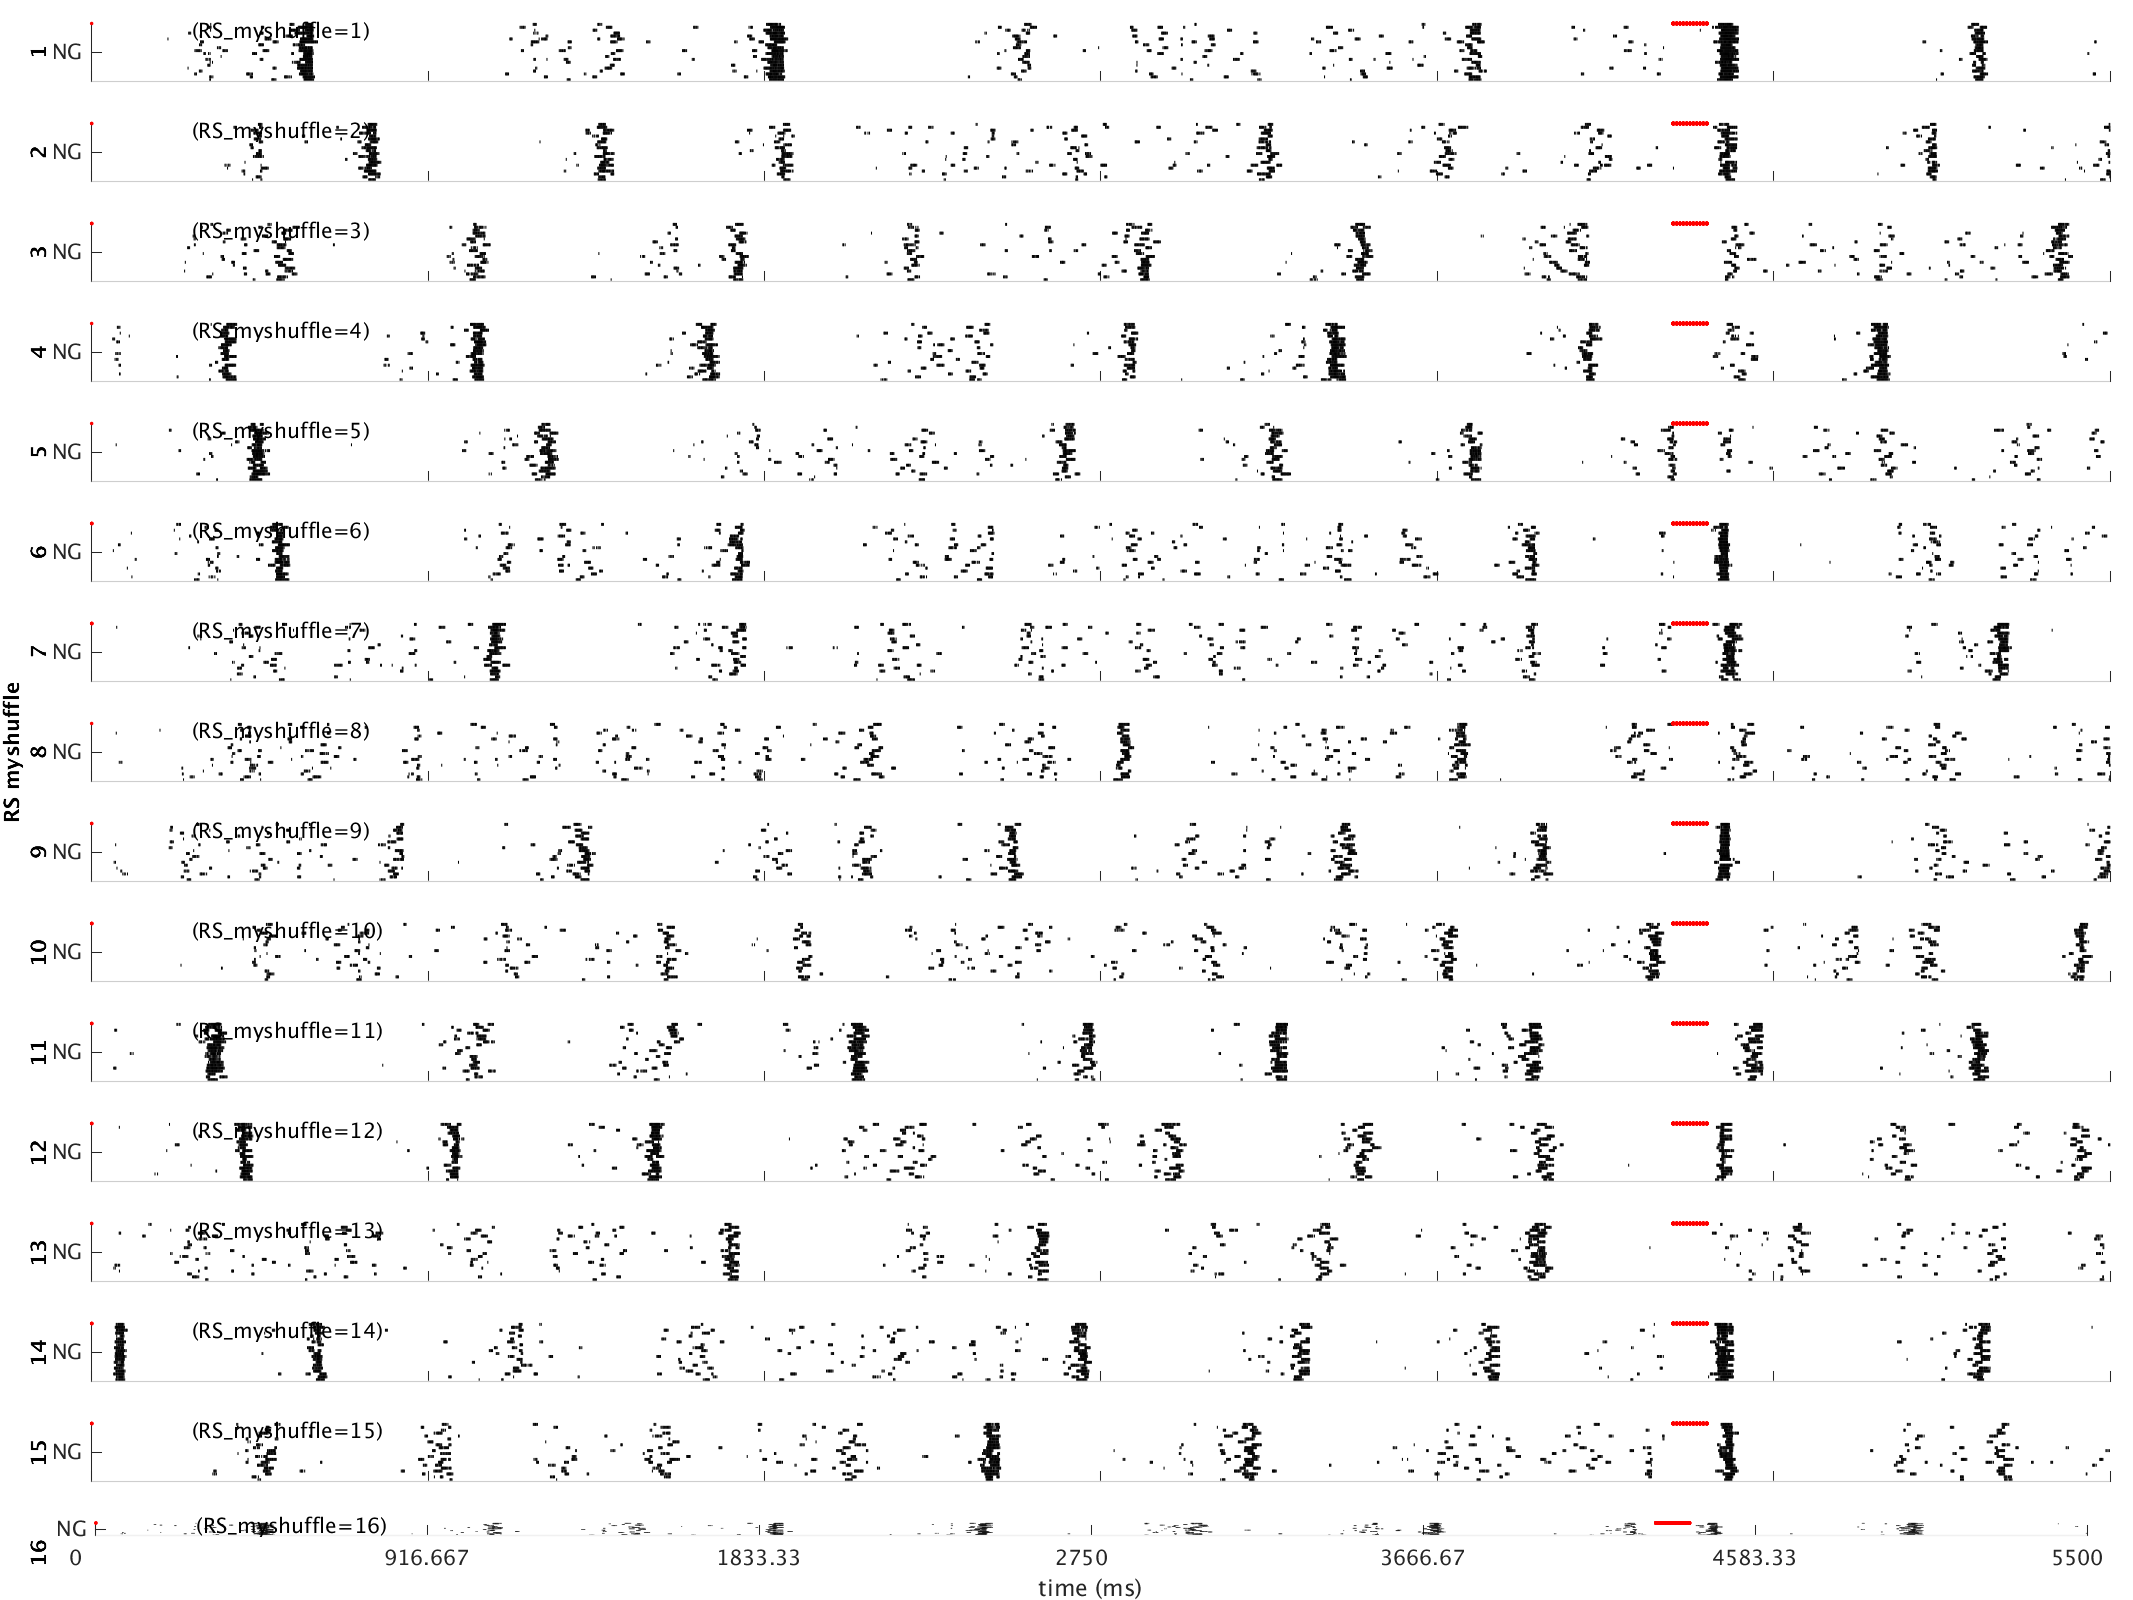 RS myshuffle
1 NG (RS_myshuffle=1)
2 NG (RS_myshuffle=2)
3 NG (RS_myshuffle=3)
4 NG (RS_myshuffle=4)
5 NG (RS_myshuffle=5)
6 NG (RS_myshuffle=6)
7 NG (RS_myshuffle=7)
8 NG (RS_myshuffle=8)
9 NG (RS_myshuffle=9)
10 NG (RS_myshuffle=10)
11 NG (RS_myshuffle=11)
12 NG (RS_myshuffle=12)
13 NG (RS_myshuffle=13)
14 NG (RS_myshuffle=14)
15 NG (RS_myshuffle=15)
16 NG (RS_myshuffle=16)
0 916.667 1833.33 2750 3666.67 4583.33 5500
time (ms)